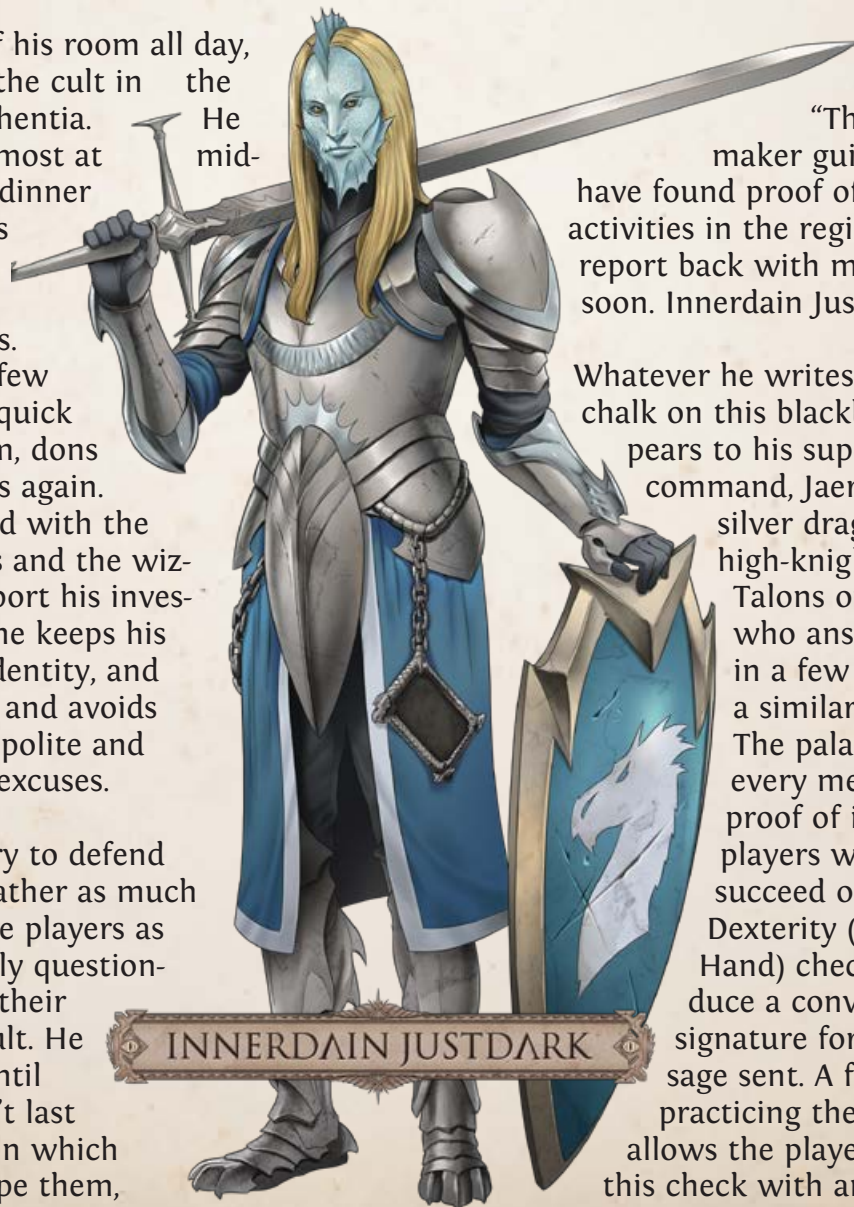 f his room all day,
the cult in the
hentia. He
most at mid-
dinner
s
s.
few
quick
m, dons
s again.
d with the
s and the wiz-
port his inves-
he keeps his
dentity, and
and avoids
polite and
excuses.
ry to defend
ather as much
e players as
ly question-
their
ult. He
ntil
't last
n which
pe them,
“Th
maker gui
have found proof of
activities in the regi
report back with m
soon. Innerdain Jus
Whatever he writes
chalk on this blackb
pears to his sup
command, Jaer
silver drag
high-knigh
Talons o
who ans
in a few
a similar
The pala
every me
proof of i
players w
succeed o
Dexterity (
Hand) chec
duce a conv
signature for
sage sent. A f
practicing the
allows the playe
this check with a
INNERDAIN JUSTDARK